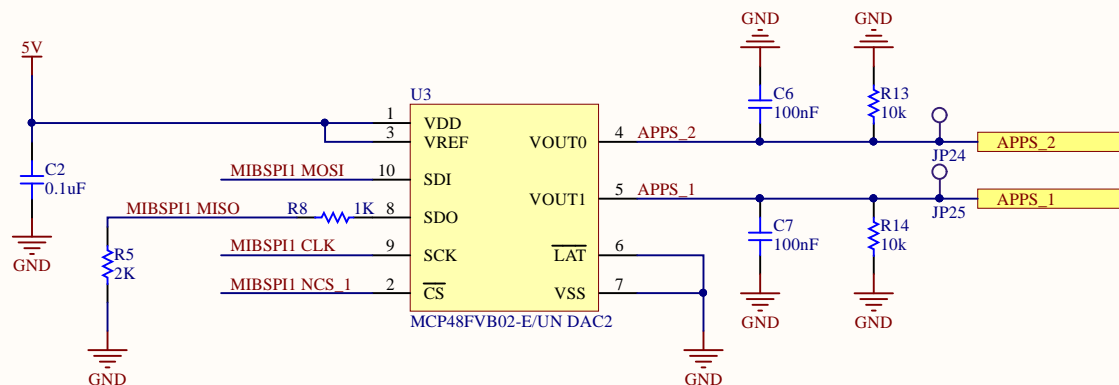 GND
GND
5V
U3
C6
100nF
R13
10k
1
VDD
3
VREF
VOUT0
4
APPS_2
APPS_2
JP24
C2
0.1uF
MIBSPI1 MOSI
10
SDI
VOUT1
5
APPS_1
APPS_1
JP25
MIBSPI1 MISO
R8
1K
8
SDO
C7
100nF
R14
10k
MIBSPI1 CLK
9
SCK
LAT
6
GND
R5
2K
MIBSPI1 NCS_1
2
CS
VSS
7
GND
GND
MCP48FVB02-E/UN DAC2
GND
GND